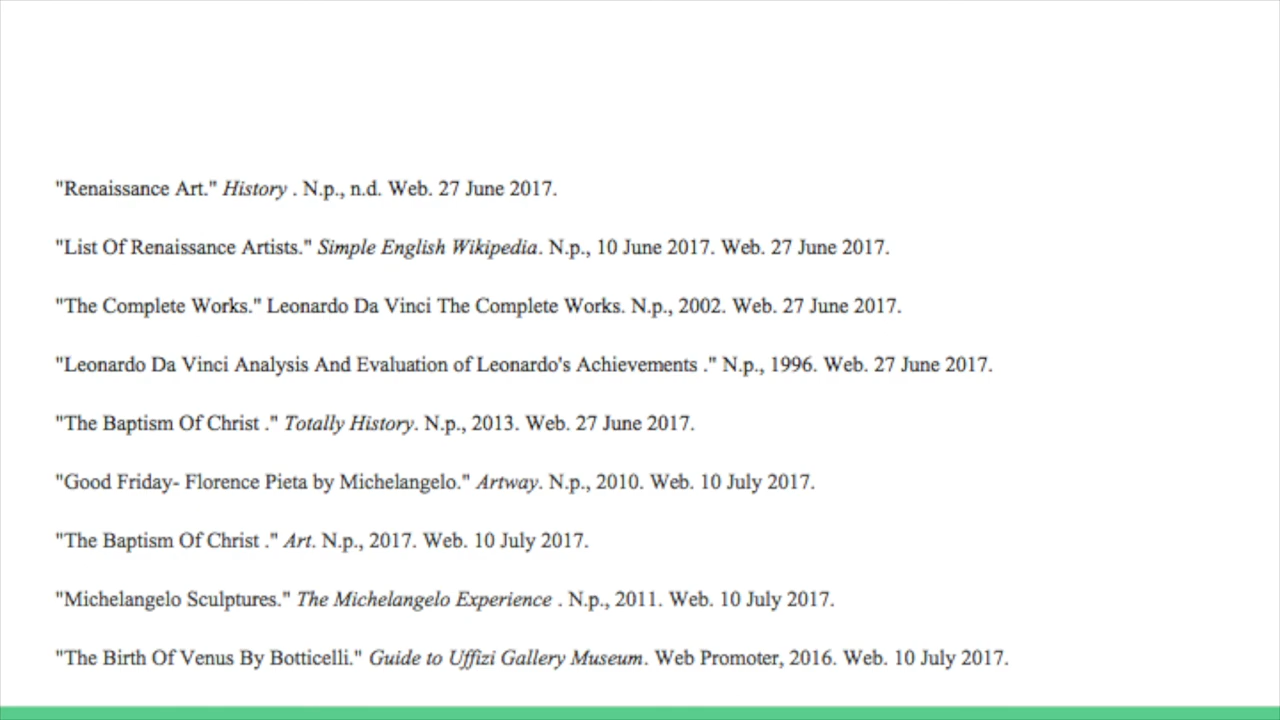 "Renaissance Art." History . N.p., n.d. Web. 27 June 2017.
"List Of Renaissance Artists." Simple English Wikipedia. N.p., 10 June 2017. Web. 27 June 2017.
"The Complete Works." Leonardo Da Vinci The Complete Works. N.p., 2002. Web. 27 June 2017.
"Leonardo Da Vinci Analysis And Evaluation of Leonardo's Achievements ." N.p., 1996. Web. 27 June 2017.
"The Baptism Of Christ ." Totally History. N.p., 2013. Web. 27 June 2017.
"Good Friday- Florence Pieta by Michelangelo." Artway. N.p., 2010. Web. 10 July 2017.
"The Baptism Of Christ ." Art. N.p., 2017. Web. 10 July 2017.
"Michelangelo Sculptures." The Michelangelo Experience . N.p., 2011. Web. 10 July 2017.
"The Birth Of Venus By Botticelli." Guide to Uffizi Gallery Museum. Web Promoter, 2016. Web. 10 July 2017.